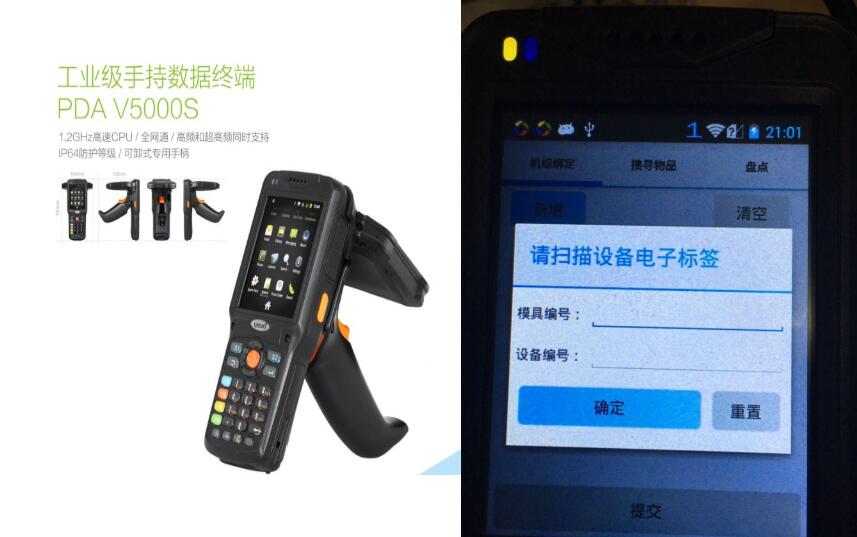 工业级手持数据终端
PDA V5000S
1.2GHz高速CPU / 全网通 / 高频和超高频同时支持
IP64防护等级 / 可卸式专用手柄
1 21:01
机组绑定 搜寻物品 盘点
新增 清空
请扫描设备电子标签
模具编号：
设备编号：
确定 重置
提交